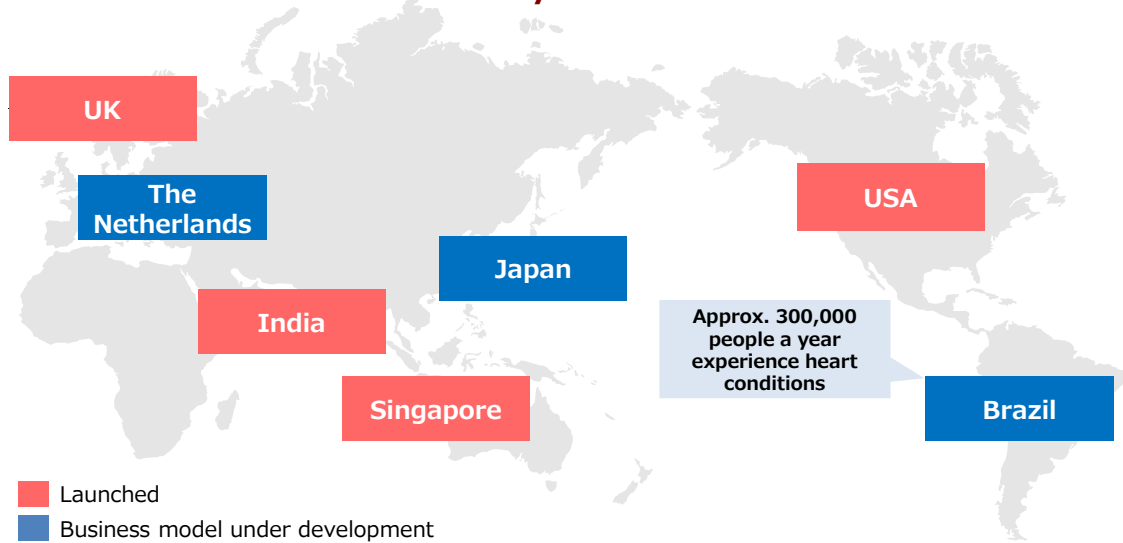 UK
The
Netherlands
USA
Japan
India
Approx. 300,000
people a year
experience heart
conditions
Singapore
Brazil
Launched
Business model under development